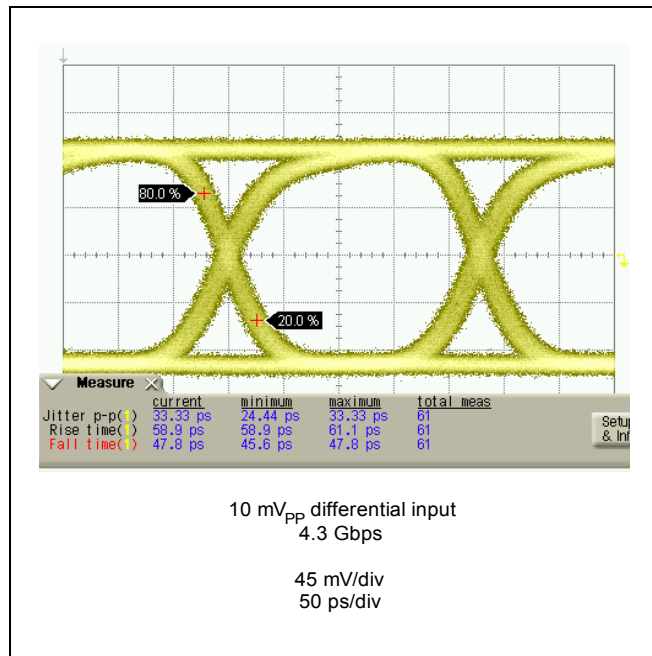 80.0 %
20.0 %
Measure
current minimum maximum total meas
Jitter p-p(1) 33.33 ps 24.44 ps 33.33 ps 61
Rise time(1) 58.9 ps 58.9 ps 61.1 ps 61
Fall time(1) 47.8 ps 45.6 ps 47.8 ps 61
Setup
& Inf
10 mVPP differential input
4.3 Gbps
45 mV/div
50 ps/div